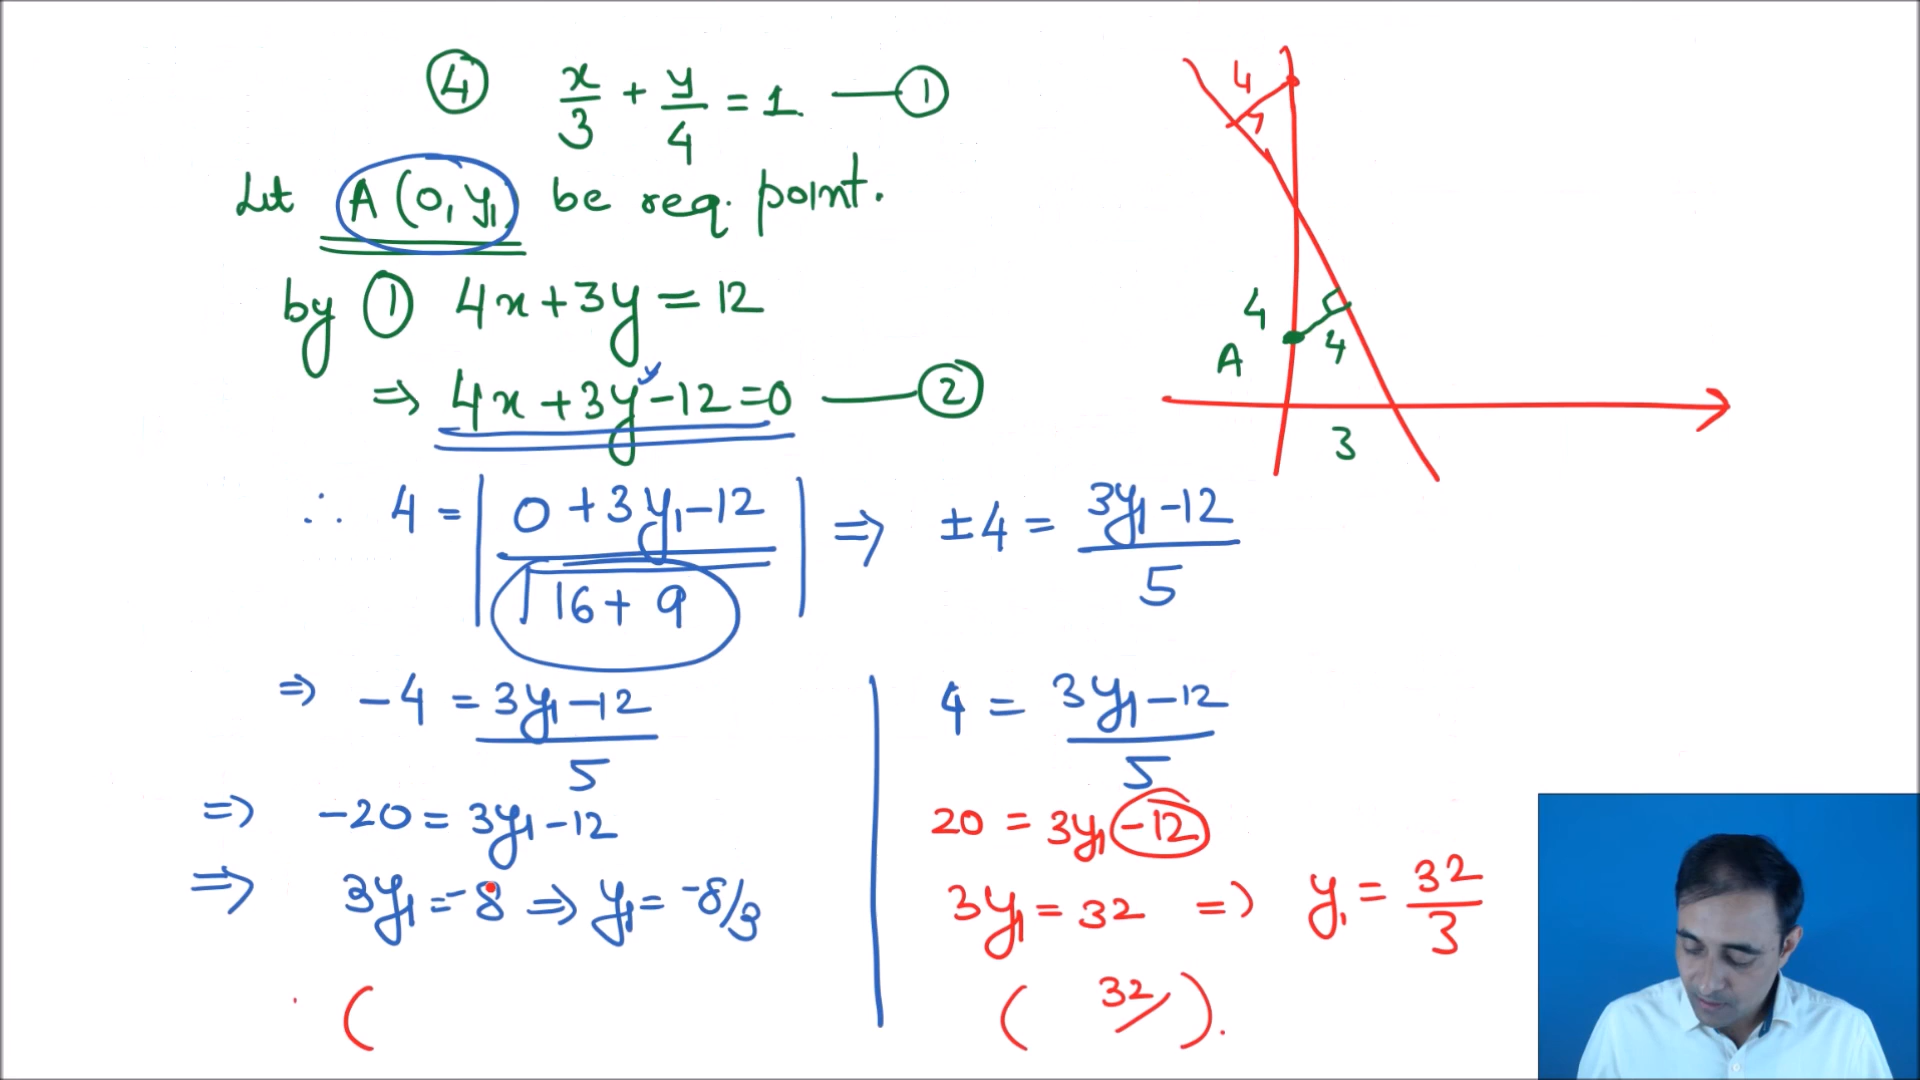 ④ x/3 + y/4 = 1 —— ①
Let A (0, y₁) be req. point.
by ① 4x + 3y = 12
⇒ 4x + 3y - 12 = 0 —— ②
∴ 4 = | 0 + 3y₁ - 12 / √16 + 9 | ⇒ ±4 = 3y₁ - 12 / 5
⇒ -4 = 3y₁ - 12 / 5
⇒ -20 = 3y₁ - 12
⇒ 3y₁ = -8 ⇒ y₁ = -8/3
(
4 = 3y₁ - 12 / 5
20 = 3y₁ - 12
3y₁ = 32 ⇒ y₁ = 32/3
( 32/ ).
4
4
A
4
3